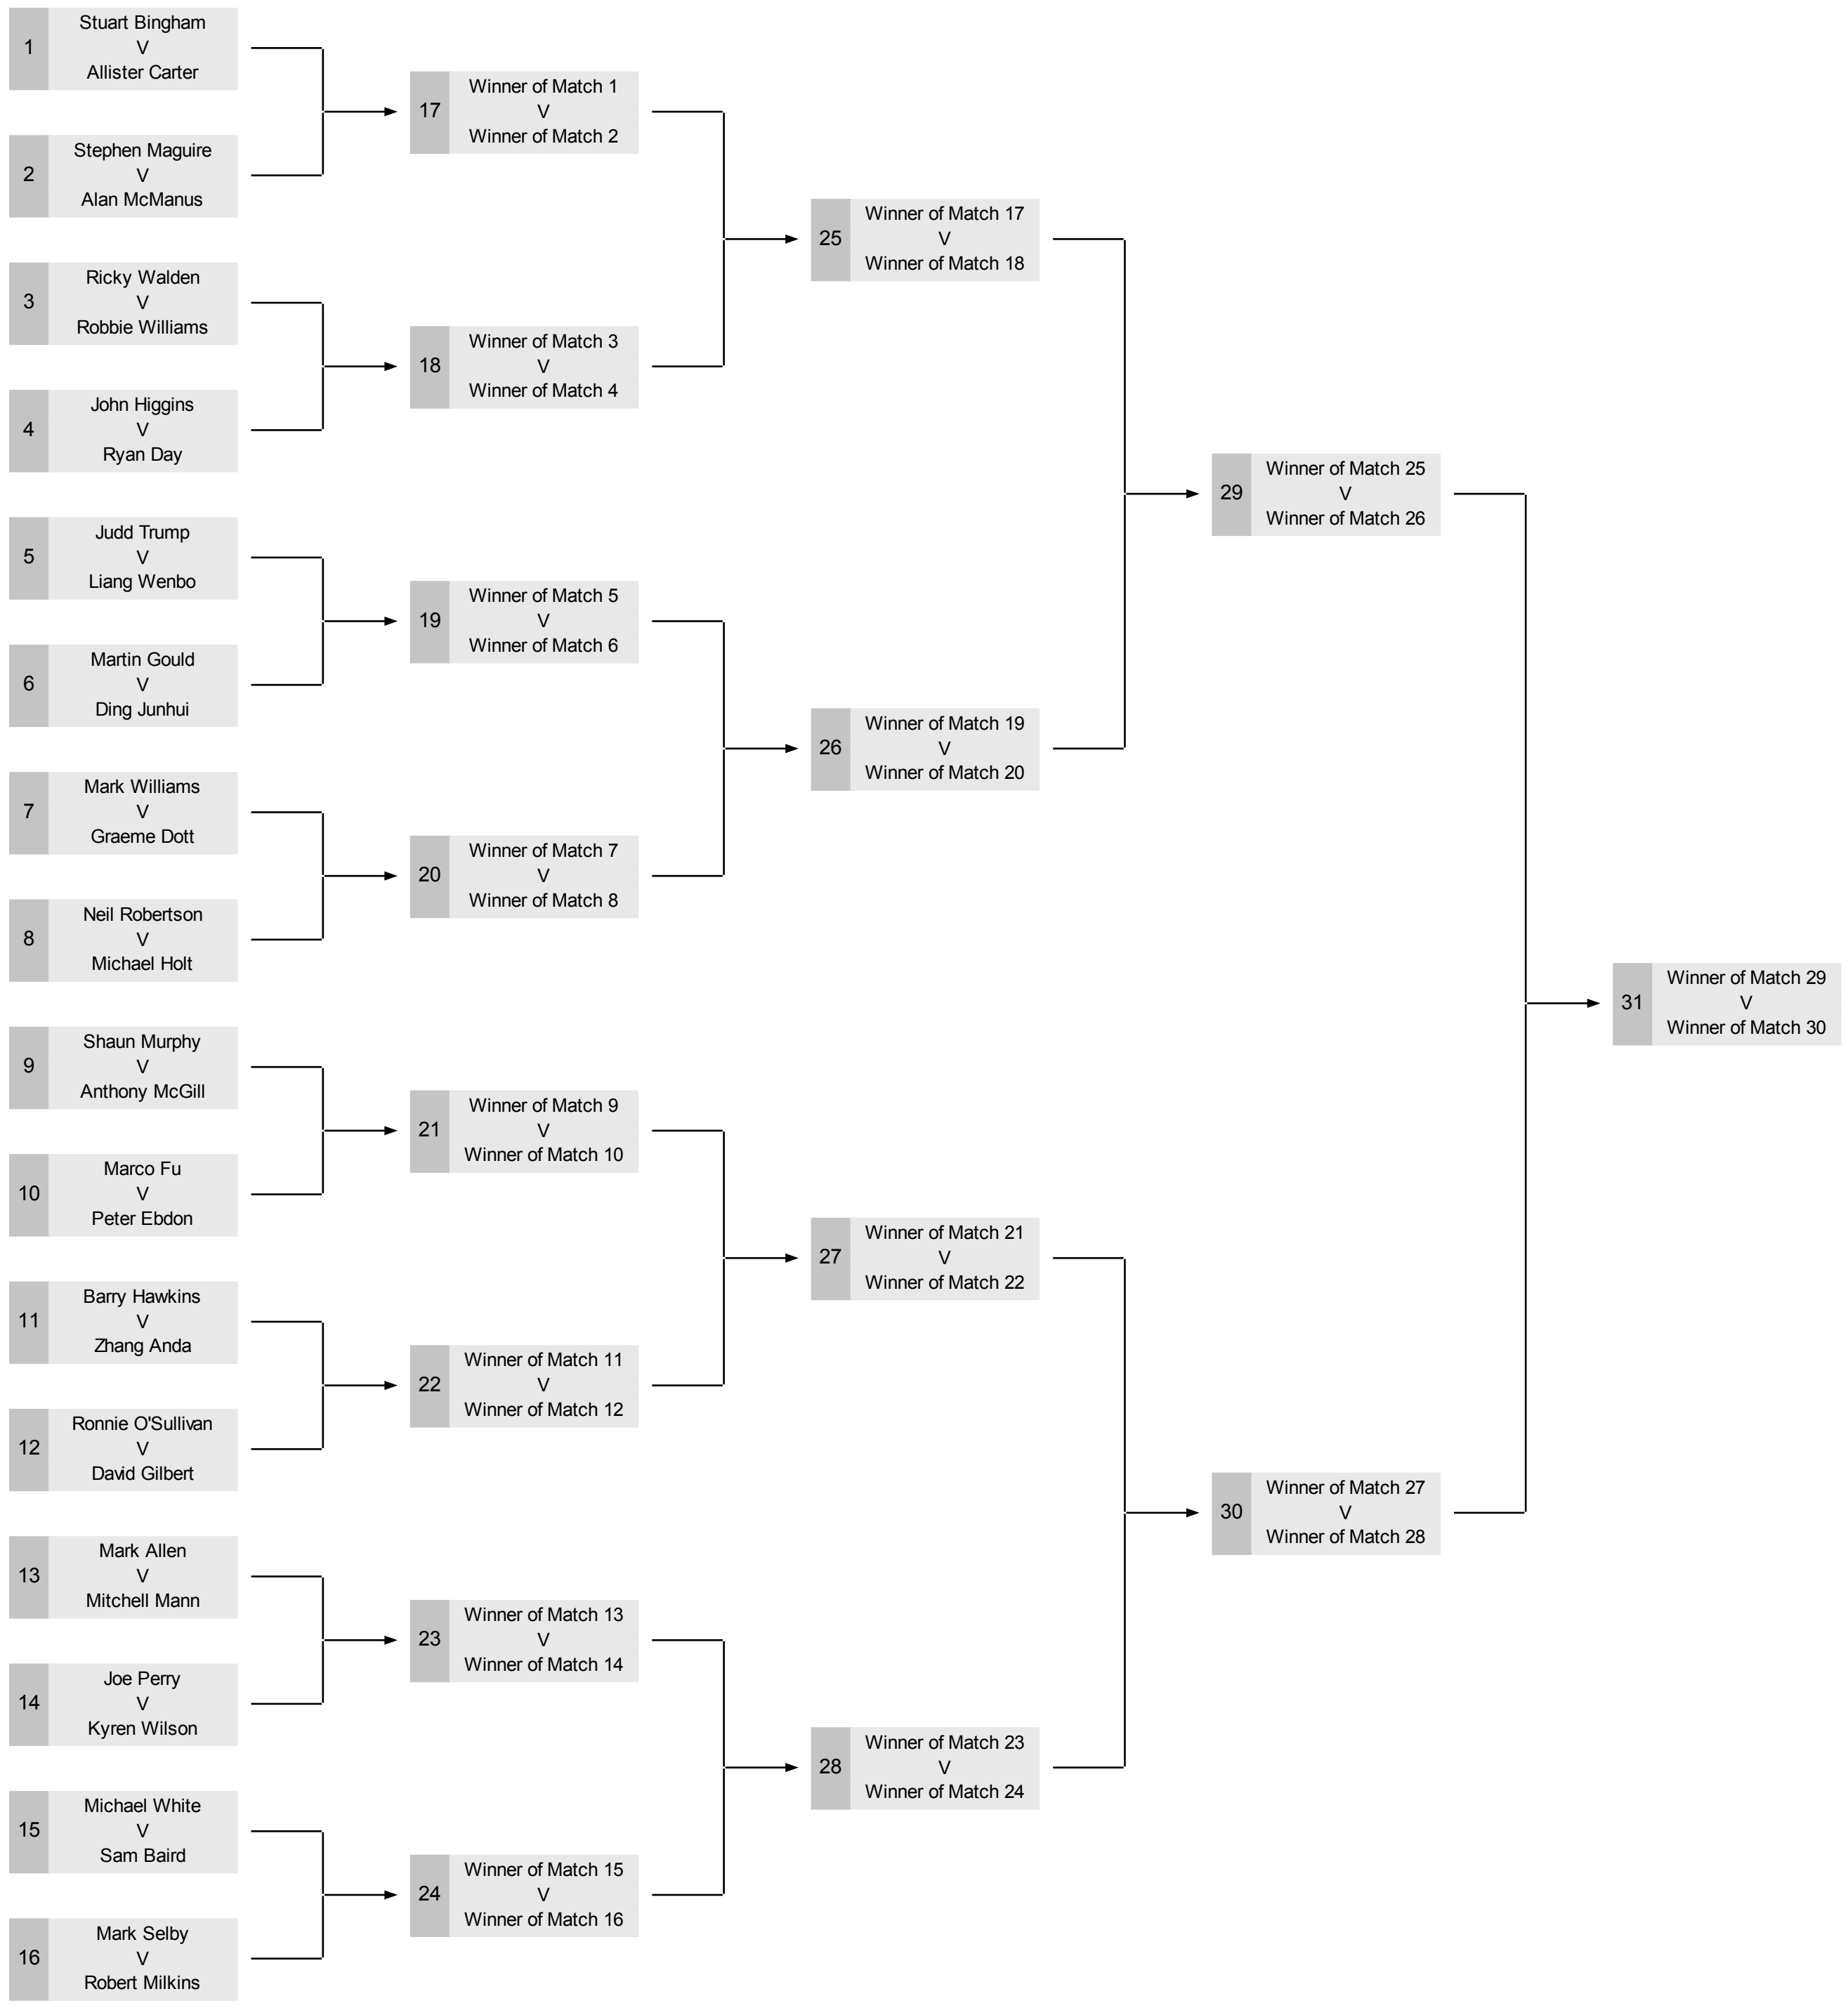 1
Stuart Bingham
V
Allister Carter
2
Stephen Maguire
V
Alan McManus
3
Ricky Walden
V
Robbie Williams
4
John Higgins
V
Ryan Day
5
Judd Trump
V
Liang Wenbo
6
Martin Gould
V
Ding Junhui
7
Mark Williams
V
Graeme Dott
8
Neil Robertson
V
Michael Holt
9
Shaun Murphy
V
Anthony McGill
10
Marco Fu
V
Peter Ebdon
11
Barry Hawkins
V
Zhang Anda
12
Ronnie O'Sullivan
V
David Gilbert
13
Mark Allen
V
Mitchell Mann
14
Joe Perry
V
Kyren Wilson
15
Michael White
V
Sam Baird
16
Mark Selby
V
Robert Milkins
17
Winner of Match 1
V
Winner of Match 2
18
Winner of Match 3
V
Winner of Match 4
19
Winner of Match 5
V
Winner of Match 6
20
Winner of Match 7
V
Winner of Match 8
21
Winner of Match 9
V
Winner of Match 10
22
Winner of Match 11
V
Winner of Match 12
23
Winner of Match 13
V
Winner of Match 14
24
Winner of Match 15
V
Winner of Match 16
25
Winner of Match 17
V
Winner of Match 18
26
Winner of Match 19
V
Winner of Match 20
27
Winner of Match 21
V
Winner of Match 22
28
Winner of Match 23
V
Winner of Match 24
29
Winner of Match 25
V
Winner of Match 26
30
Winner of Match 27
V
Winner of Match 28
31
Winner of Match 29
V
Winner of Match 30